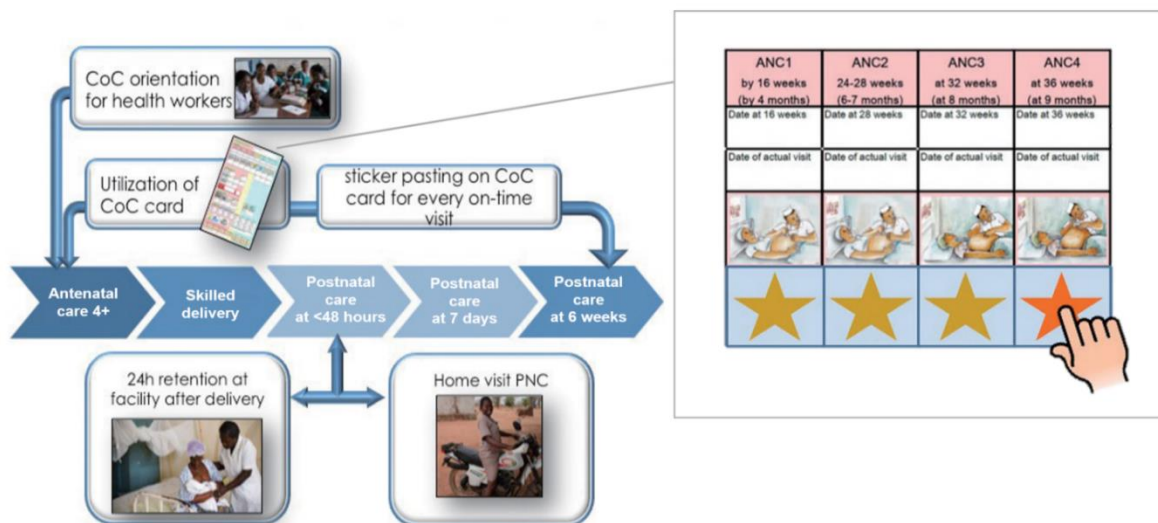 CoC orientation
for health workers
Utilization of
CoC card
sticker pasting on CoC
card for every on-time
visit
Antenatal
care 4+
Skilled
delivery
Postnatal
care
at <48 hours
Postnatal
care
at 7 days
Postnatal
care
at 6 weeks
24h retention at
facility after delivery
Home visit PNC
ANC1
by 16 weeks
(by 4 months)
ANC2
24-28 weeks
(6-7 months)
ANC3
at 32 weeks
(at 8 months)
ANC4
at 36 weeks
(at 9 months)
Date at 16 weeks
Date at 28 weeks
Date at 32 weeks
Date at 36 weeks
Date of actual visit
Date of actual visit
Date of actual visit
Date of actual visit